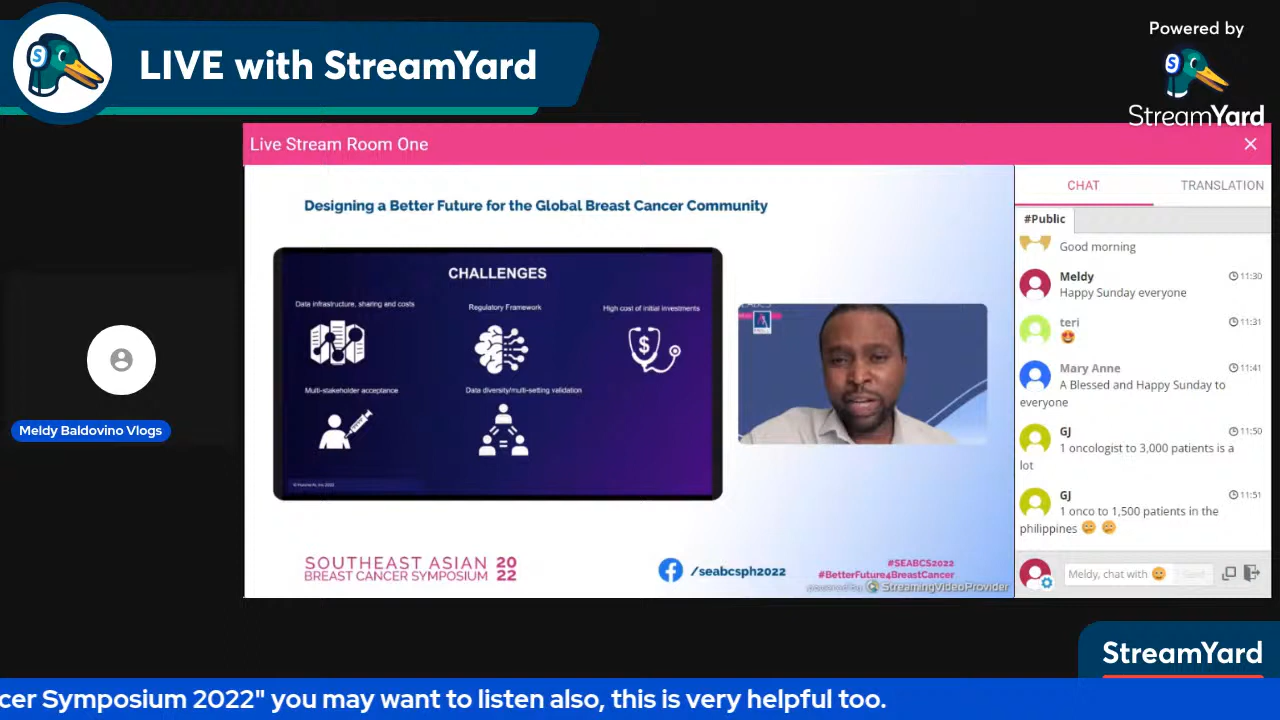 LIVE with StreamYard
Powered by
StreamYard
Live Stream Room One
CHAT
TRANSLATION
#Public
Good morning
Meldy
11:30
Happy Sunday everyone
teri
11:31
Mary Anne
11:41
A Blessed and Happy Sunday to
everyone
GJ
11:50
1 oncologist to 3,000 patients is a
lot
GJ
11:51
1 onco to 1,500 patients in the
philippines
Meldy, chat with
Send
Designing a Better Future for the Global Breast Cancer Community
CHALLENGES
Data infrastructure, sharing and costs
Regulatory Framework
High cost of initial investments
$
Multi-stakeholder acceptance
Data diversity/multi-setting validation
SOUTHEAST ASIAN 20
BREAST CANCER SYMPOSIUM 22
/seabcsph2022
#SEABCS2022
#BetterFuture4BreastCancer
powered by StreamingVideoProvider
Meldy Baldovino Vlogs
StreamYard
cer Symposium 2022" you may want to listen also, this is very helpful too.